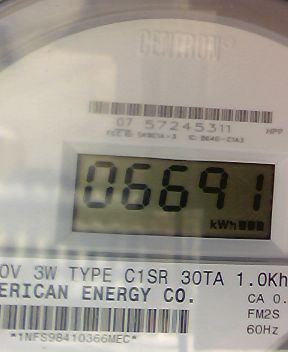 CENTRON
07 57245311
HPP
06691
kWh
0V 3W TYPE C1SR 30TA 1.0Kh
ERICAN ENERGY CO.
CA 0.
FM2S
60Hz
*1NFS98410366MEC*